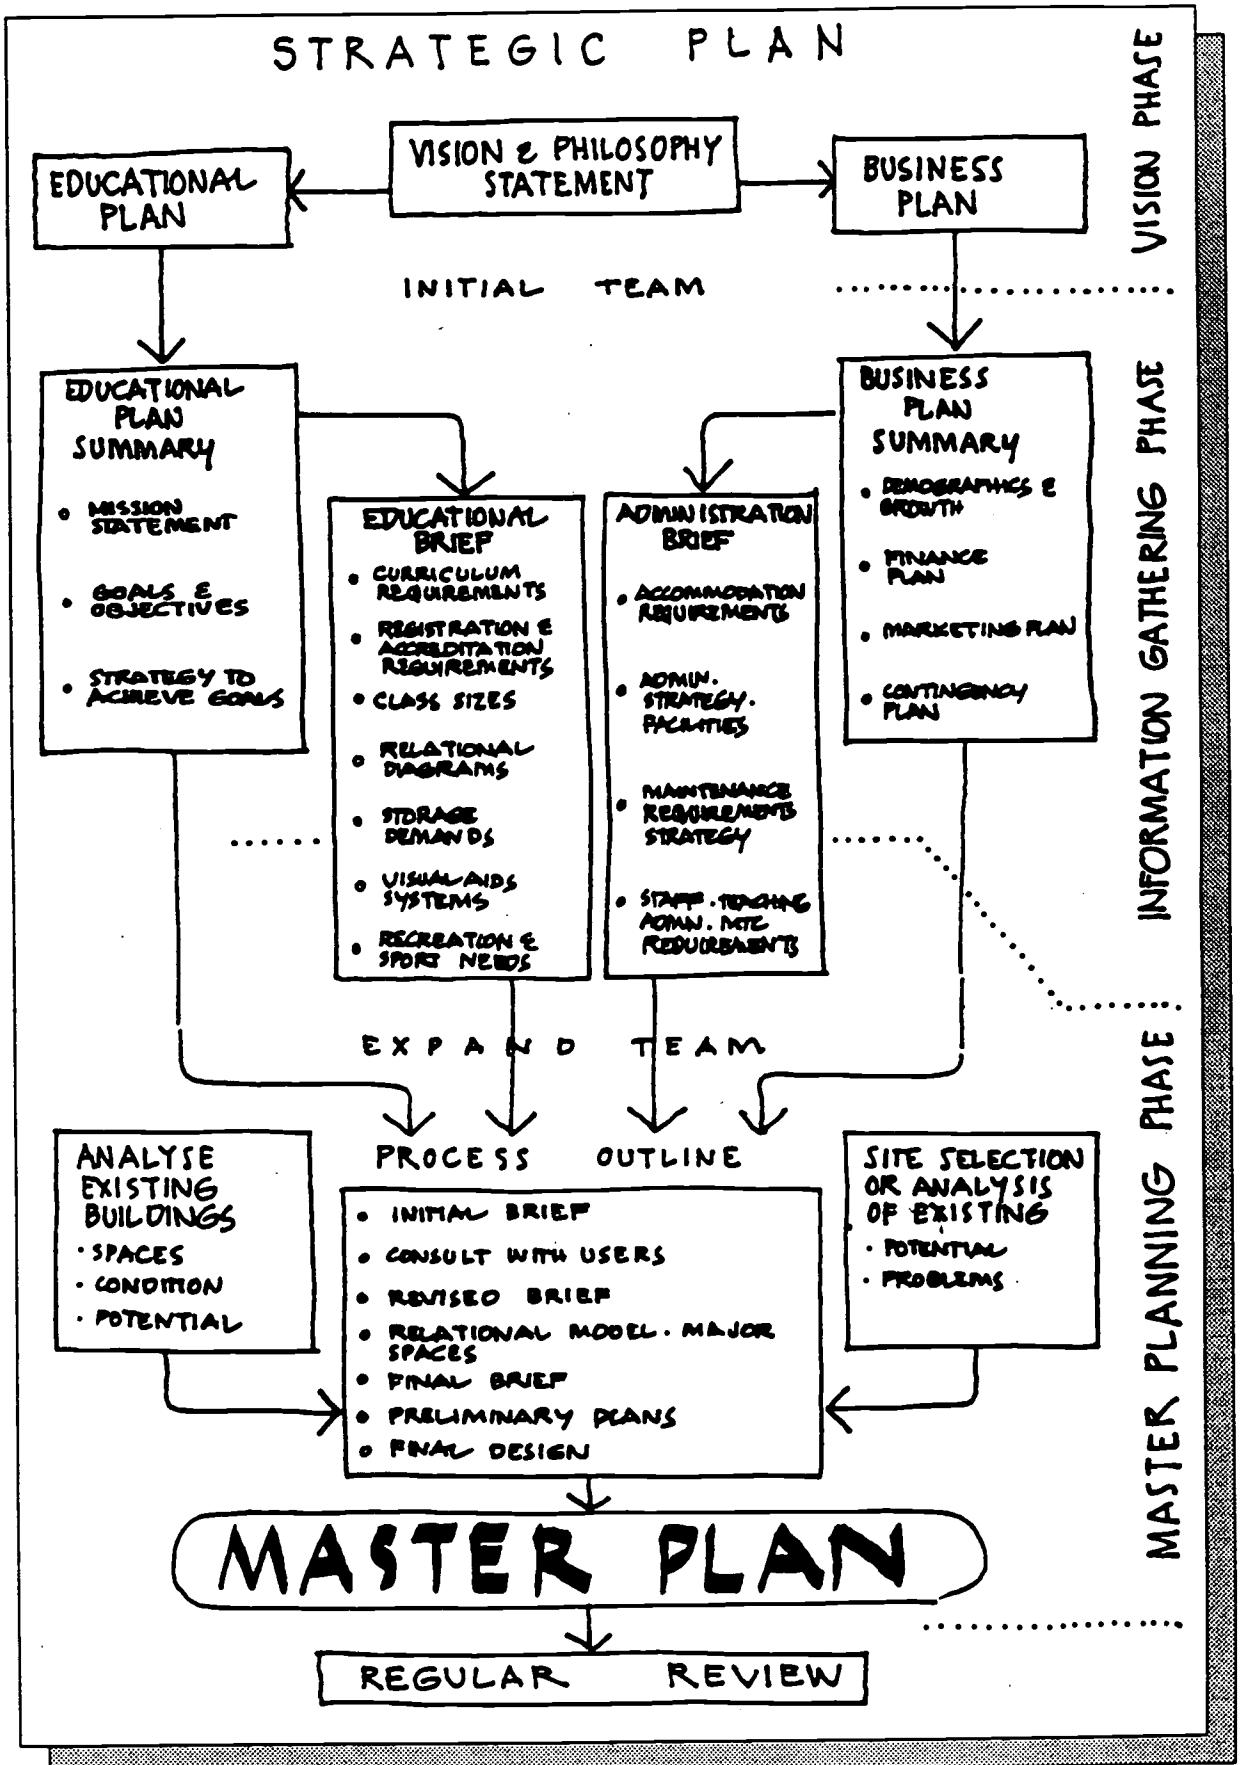 STRATEGIC PLAN
VISION & PHILOSOPHY
STATEMENT
EDUCATIONAL
PLAN
BUSINESS
PLAN
VISION PHASE
INITIAL TEAM
EDUCATIONAL
PLAN
SUMMARY
• MISSION
STATEMENT
• GOALS &
OBJECTIVES
• STRATEGY TO
ACHIEVE GOALS
EDUCATIONAL
BRIEF
• CURRICULUM
REQUIREMENTS
• REGISTRATION &
ACCREDITATION
REQUIREMENTS
• CLASS SIZES
• RELATIONAL
DIAGRAMS
• STORAGE
DEMANDS
• VISUAL AIDS
SYSTEMS
• RECREATION &
SPORT NEEDS
ADMINISTRATION
BRIEF
• ACCOMMODATION
REQUIREMENTS
• ADMIN.
STRATEGY.
FACILITIES
• MAINTENANCE
REQUIREMENTS
STRATEGY
• STAFF. TEACHING
ADMN. MTC
REQUIREMENTS
BUSINESS
PLAN
SUMMARY
• DEMOGRAPHICS &
GROWTH
• FINANCE
PLAN
• MARKETING PLAN
• CONTINGENCY
PLAN
INFORMATION GATHERING PHASE
EXPAND TEAM
PROCESS OUTLINE
ANALYSE
EXISTING
BUILDINGS
• SPACES
• CONDITION
• POTENTIAL
• INITIAL BRIEF
• CONSULT WITH USERS
• REVISED BRIEF
• RELATIONAL MODEL. MAJOR
SPACES
• FINAL BRIEF
• PRELIMINARY PLANS
• FINAL DESIGN
SITE SELECTION
OR ANALYSIS
OF EXISTING
• POTENTIAL
• PROBLEMS
MASTER PLANNING PHASE
MASTER PLAN
REGULAR REVIEW